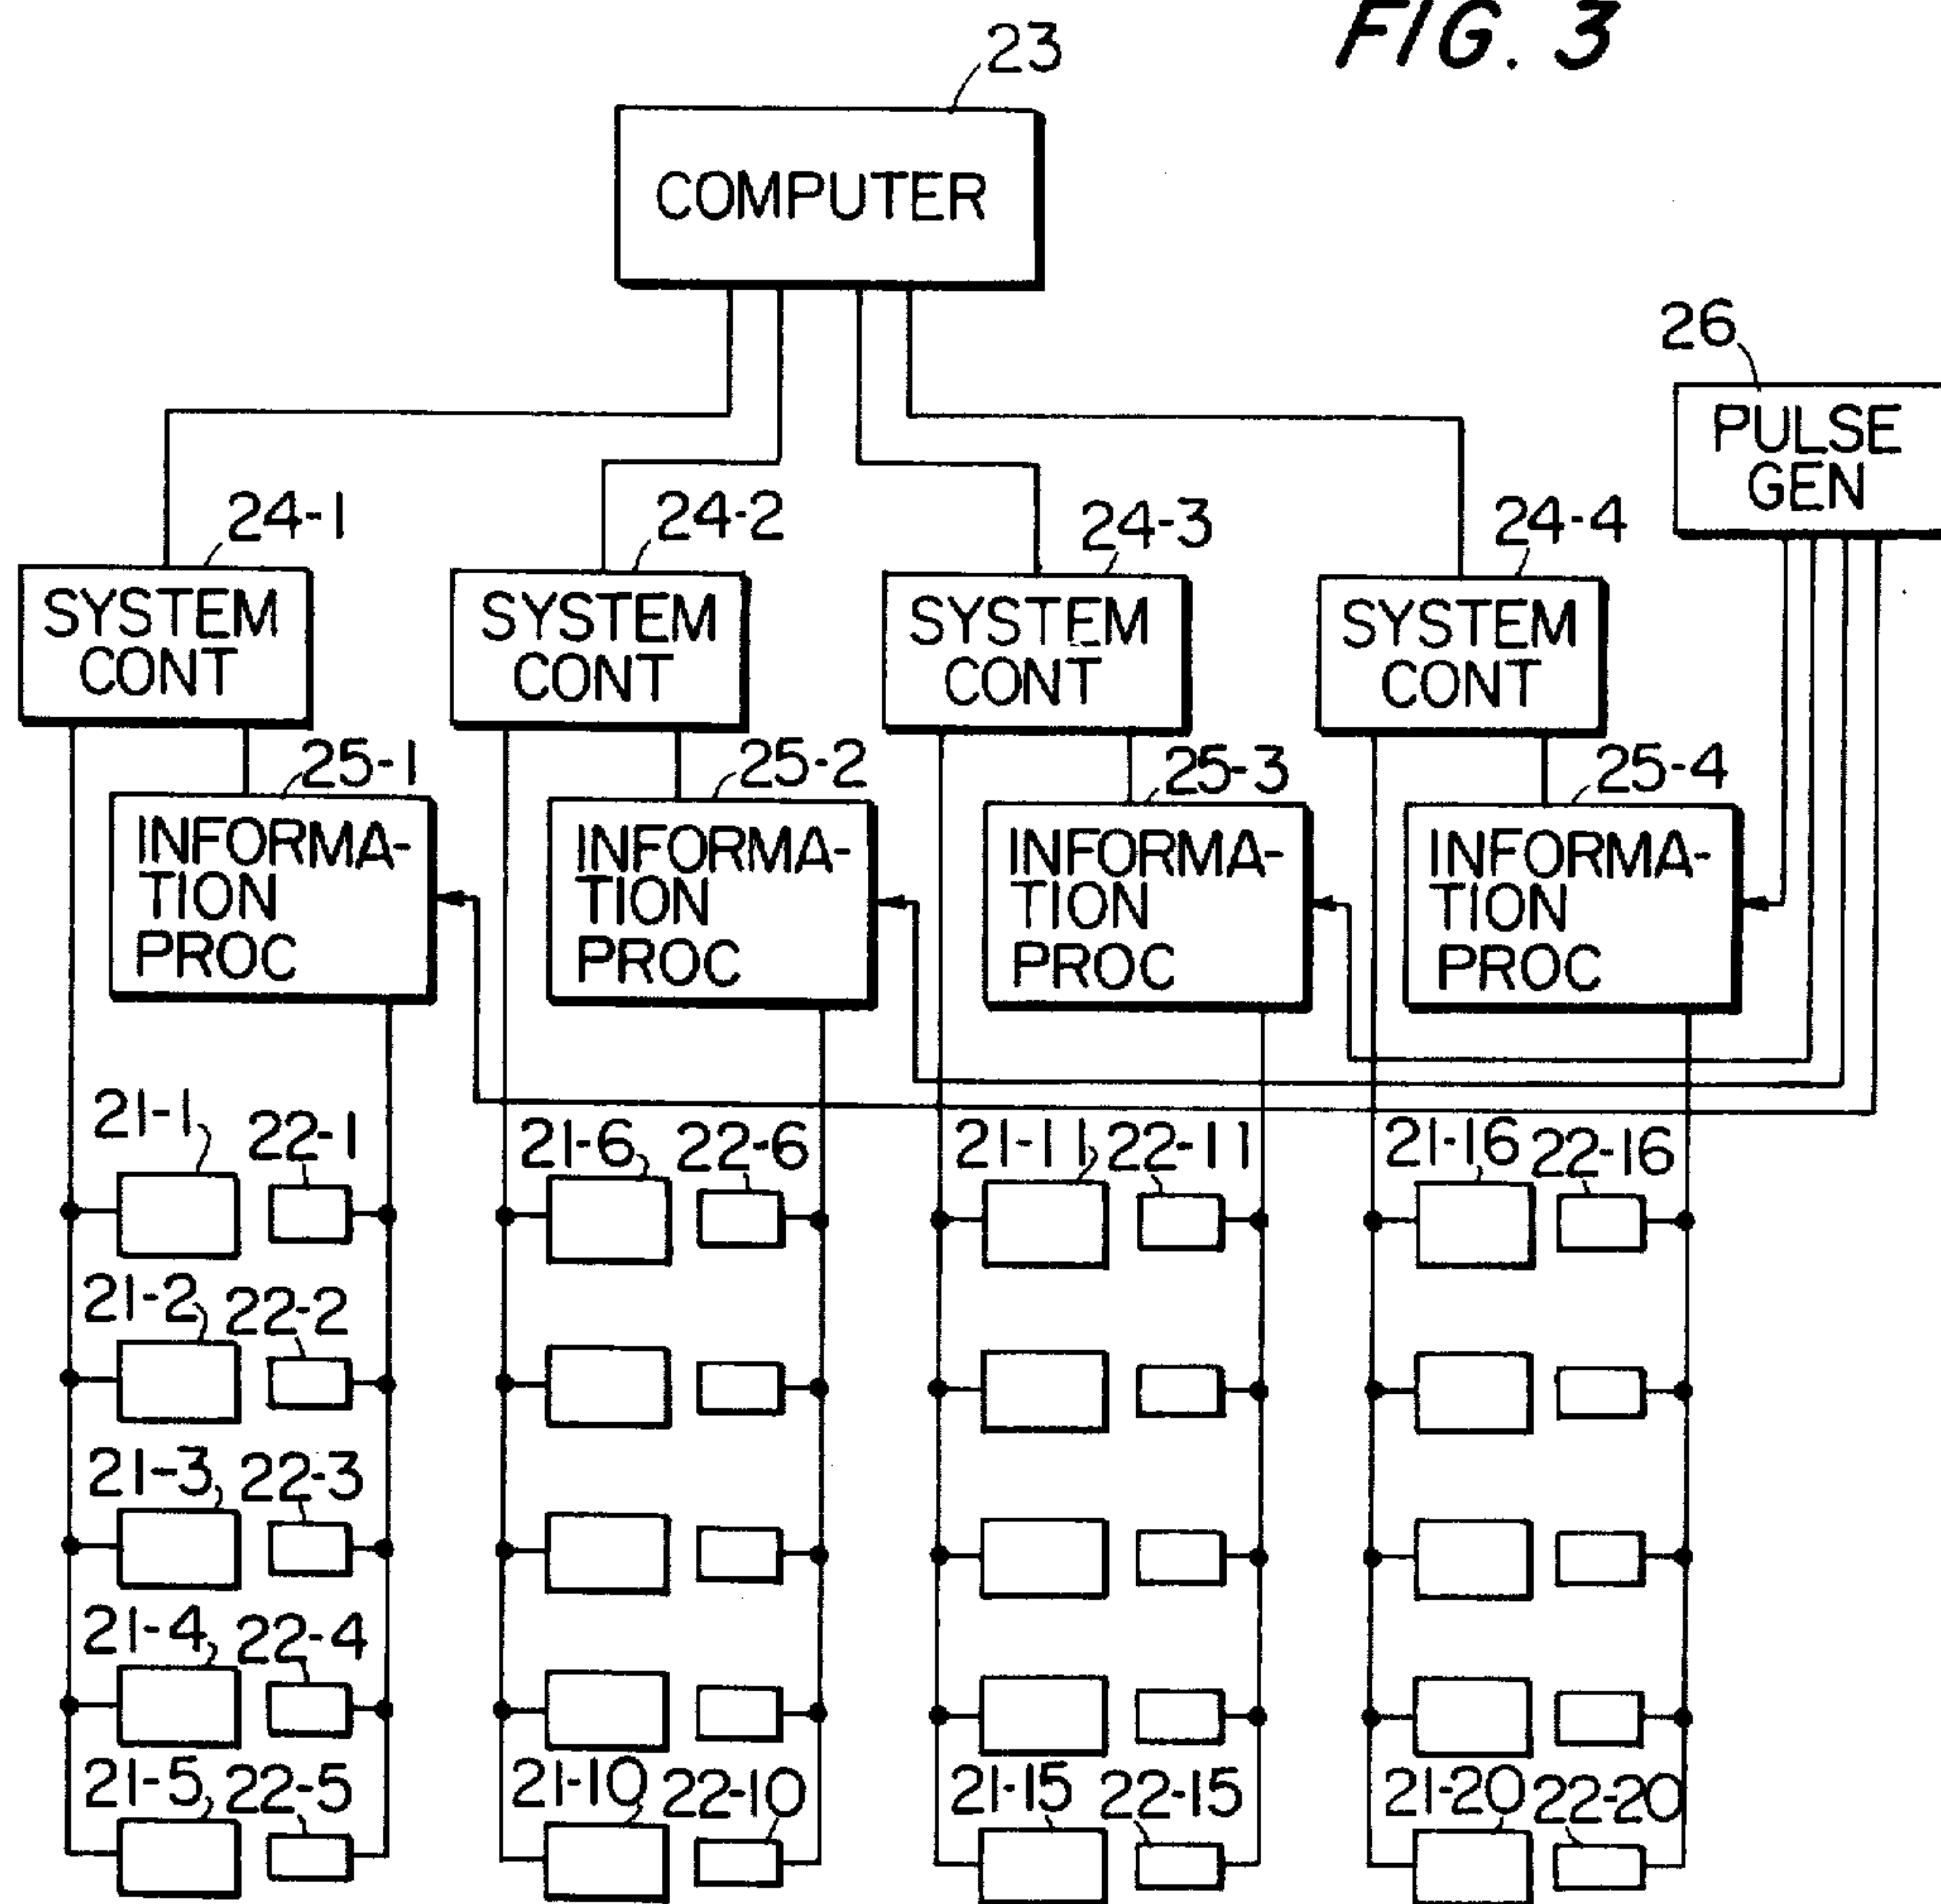 FIG. 3
23
COMPUTER
26
PULSE
GEN
24-1
24-2
24-3
24-4
SYSTEM
CONT
SYSTEM
CONT
SYSTEM
CONT
SYSTEM
CONT
25-1
25-2
25-3
25-4
INFORMA-
TION
PROC
INFORMA-
TION
PROC
INFORMA-
TION
PROC
INFORMA-
TION
PROC
21-1
22-1
21-6
22-6
21-11
22-11
21-16
22-16
21-2
22-2
21-3
22-3
21-4
22-4
21-5
22-5
21-10
22-10
21-15
22-15
21-20
22-20